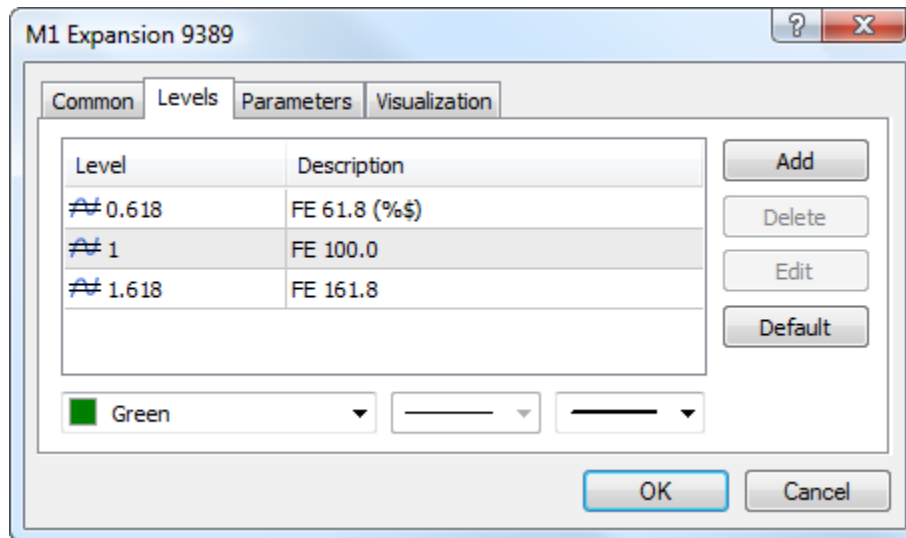 M1 Expansion 9389
Common Levels Parameters Visualization
Level Description
0.618 FE 61.8 (%$)
1 FE 100.0
1.618 FE 161.8
Add
Delete
Edit
Default
Green
OK Cancel